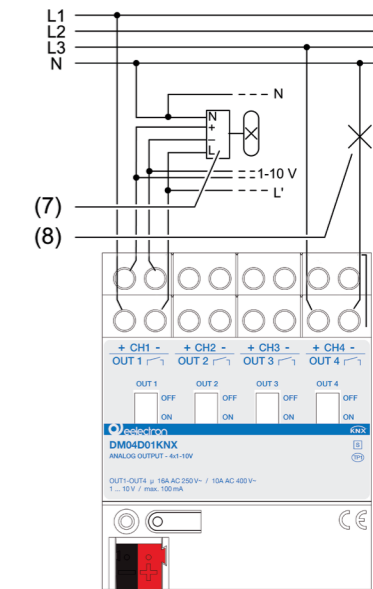 L1
L2
L3
N
N
N
+
−
L
1-10 V
L'
(7)
(8)
+ CH1 - + CH2 - + CH3 - + CH4 -
OUT 1 OUT 2 OUT 3 OUT 4
OUT 1 OUT 2 OUT 3 OUT 4
OFF OFF OFF OFF
ON ON ON ON
eelectron KNX
DM04D01KNX S
ANALOG OUTPUT - 4x1-10V TP1
OUT1-OUT4 µ 16A AC 250 V~ / 10A AC 400 V~
1 ... 10 V / max. 100 mA
CE
− +